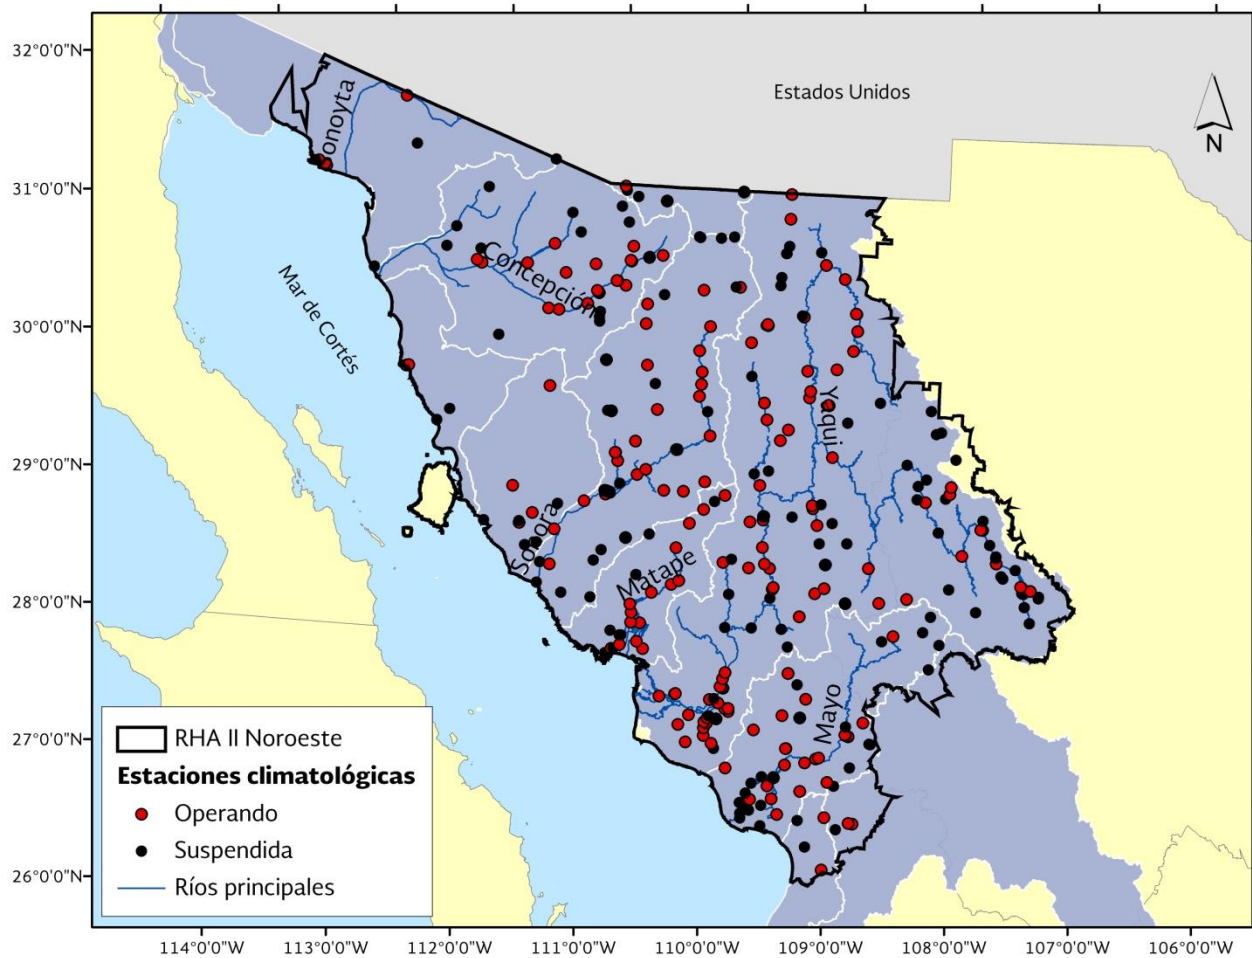 32°0'0"N
31°0'0"N
30°0'0"N
29°0'0"N
28°0'0"N
27°0'0"N
26°0'0"N
Estados Unidos
N
Sonoyta
Concepción
Mar de Cortés
Yaqui
Sonora
Matape
Mayo
RHA II Noroeste
Estaciones climatológicas
Operando
Suspendida
Ríos principales
114°0'0"W
113°0'0"W
112°0'0"W
111°0'0"W
110°0'0"W
109°0'0"W
108°0'0"W
107°0'0"W
106°0'0"W